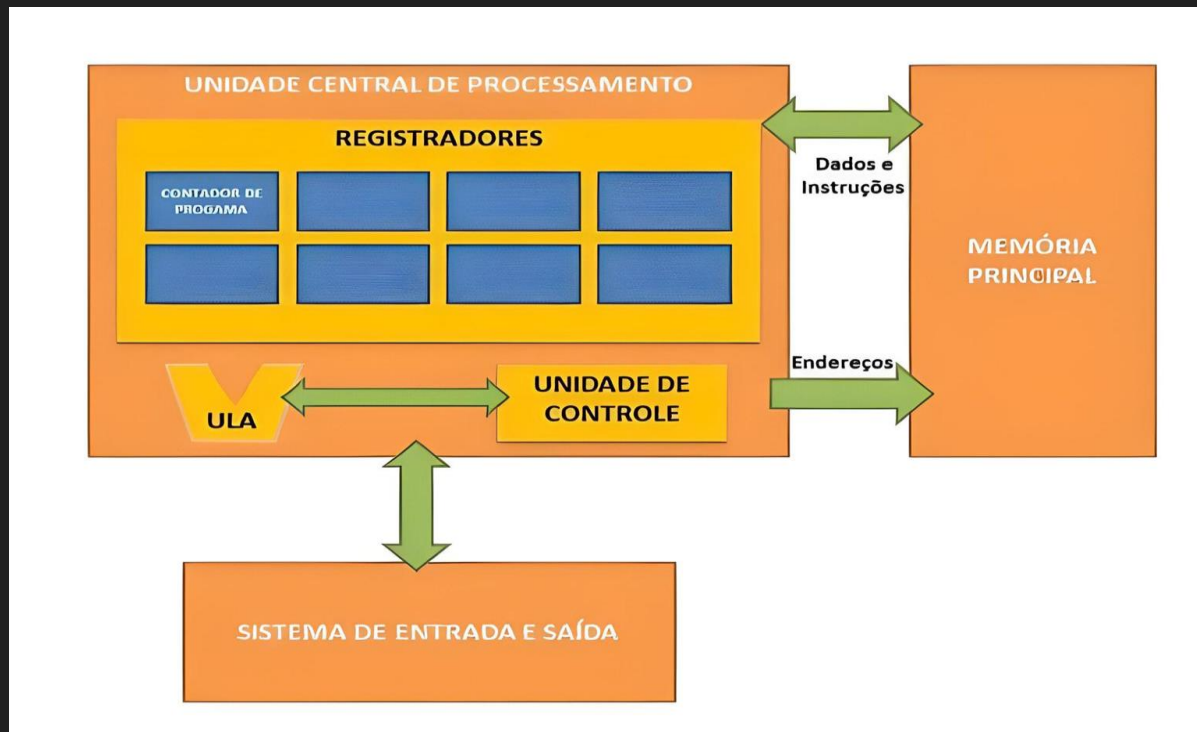 UNIDADE CENTRAL DE PROCESSAMENTO
REGISTRADORES
CONTADOR DE
PROGAMA
ULA
UNIDADE DE
CONTROLE
Dados e
Instruções
Endereços
MEMÓRIA
PRINCIPAL
SISTEMA DE ENTRADA E SAÍDA